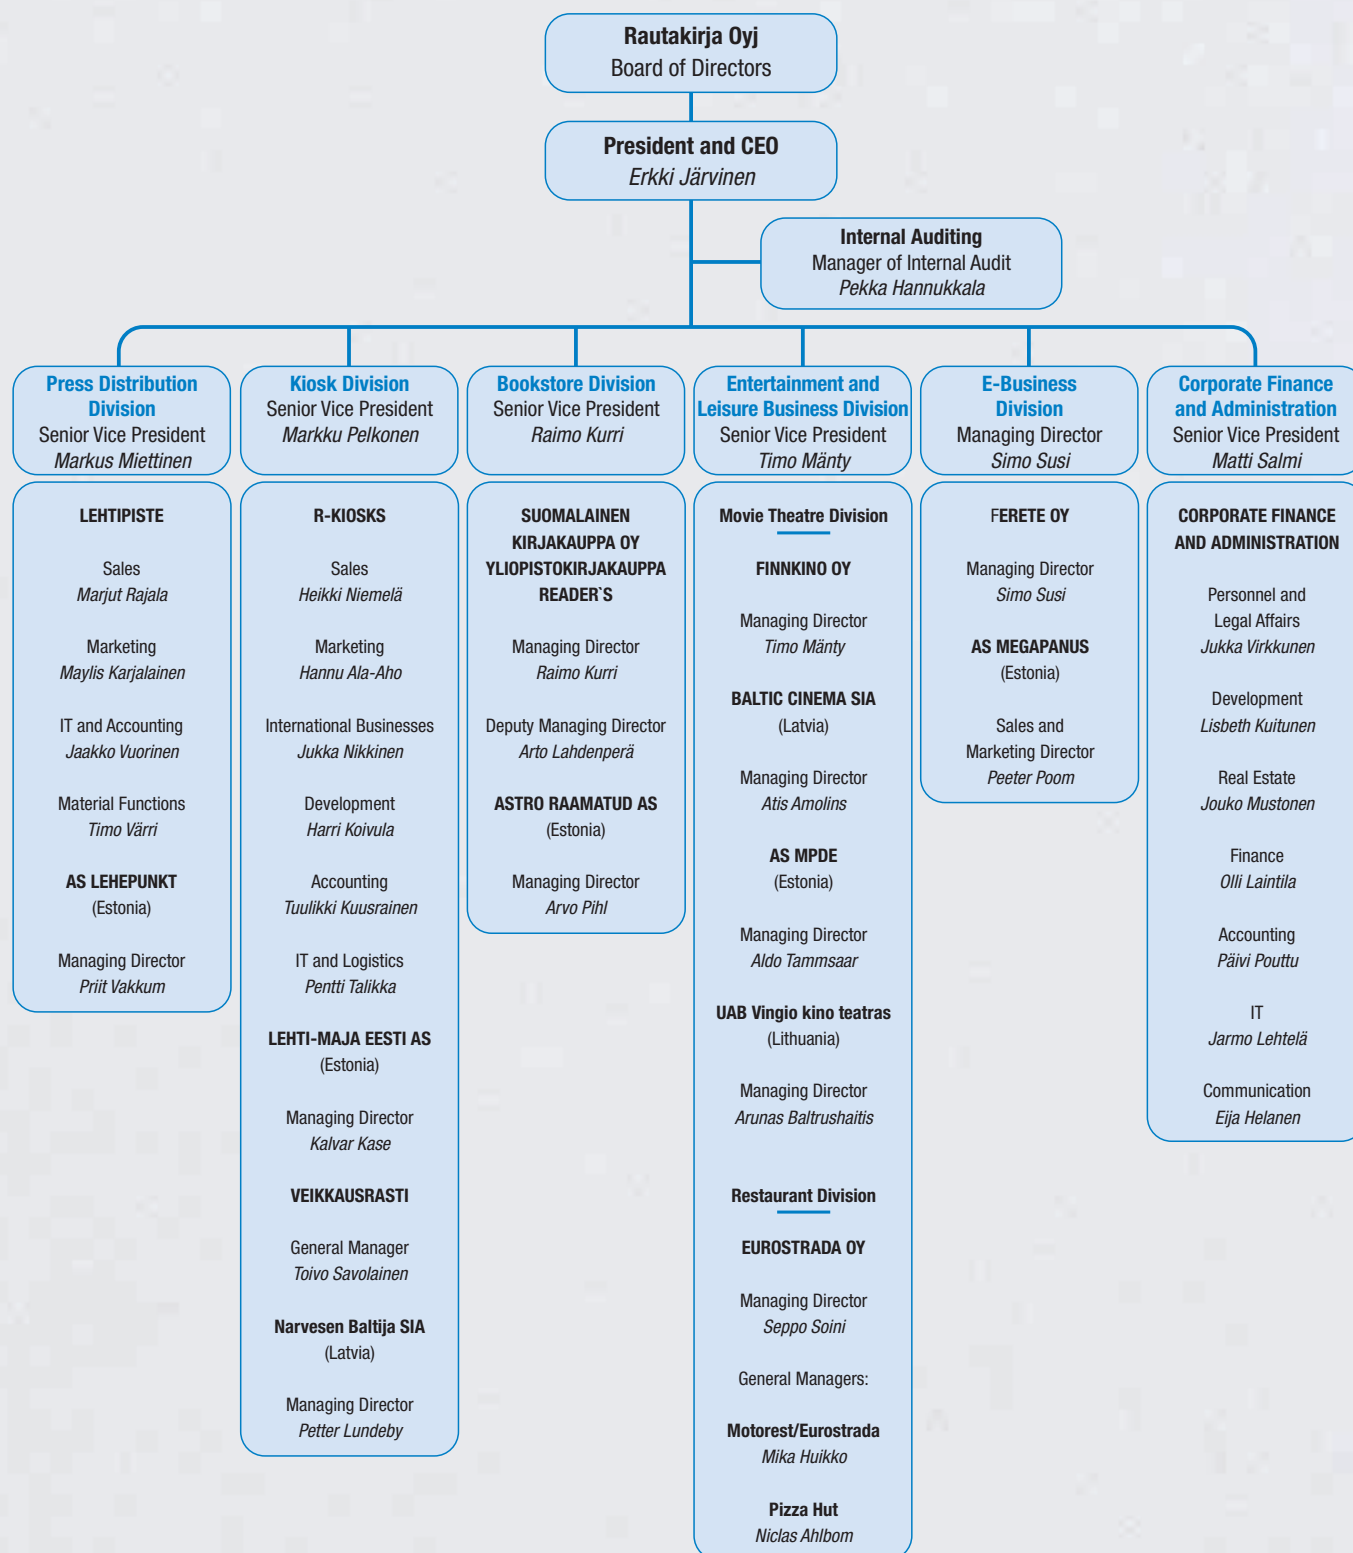 Rautakirja Oyj
Board of Directors
President and CEO
Erkki Järvinen
Internal Auditing
Manager of Internal Audit
Pekka Hannukkala
Press Distribution
Division
Senior Vice President
Markus Miettinen
LEHTIPISTE
Sales
Marjut Rajala
Marketing
Maylis Karjalainen
IT and Accounting
Jaakko Vuorinen
Material Functions
Timo Värri
AS LEHEPUNKT
(Estonia)
Managing Director
Priit Vakkum
Kiosk Division
Senior Vice President
Markku Pelkonen
R-KIOSKS
Sales
Heikki Niemelä
Marketing
Hannu Ala-Aho
International Businesses
Jukka Nikkinen
Development
Harri Koivula
Accounting
Tuulikki Kuusrainen
IT and Logistics
Pentti Talikka
LEHTI-MAJA EESTI AS
(Estonia)
Managing Director
Kalvar Kase
VEIKKAUSRASTI
General Manager
Toivo Savolainen
Narvesen Baltija SIA
(Latvia)
Managing Director
Petter Lundeby
Bookstore Division
Senior Vice President
Raimo Kurri
SUOMALAINEN
KIRJAKAUPPA OY
YLIOPISTOKIRJAKAUPPA
READER`S
Managing Director
Raimo Kurri
Deputy Managing Director
Arto Lahdenperä
ASTRO RAAMATUD AS
(Estonia)
Managing Director
Arvo Pihl
Entertainment and
Leisure Business Division
Senior Vice President
Timo Mänty
Movie Theatre Division
FINNKINO OY
Managing Director
Timo Mänty
BALTIC CINEMA SIA
(Latvia)
Managing Director
Atis Amolins
AS MPDE
(Estonia)
Managing Director
Aldo Tammsaar
UAB Vingio kino teatras
(Lithuania)
Managing Director
Arunas Baltrushaitis
Restaurant Division
EUROSTRADA OY
Managing Director
Seppo Soini
General Managers:
Motorest/Eurostrada
Mika Huikko
Pizza Hut
Niclas Ahlbom
E-Business
Division
Managing Director
Simo Susi
FERETE OY
Managing Director
Simo Susi
AS MEGAPANUS
(Estonia)
Sales and
Marketing Director
Peeter Poom
Corporate Finance
and Administration
Senior Vice President
Matti Salmi
CORPORATE FINANCE
AND ADMINISTRATION
Personnel and
Legal Affairs
Jukka Virkkunen
Development
Lisbeth Kuitunen
Real Estate
Jouko Mustonen
Finance
Olli Laintila
Accounting
Päivi Pouttu
IT
Jarmo Lehtelä
Communication
Eija Helanen